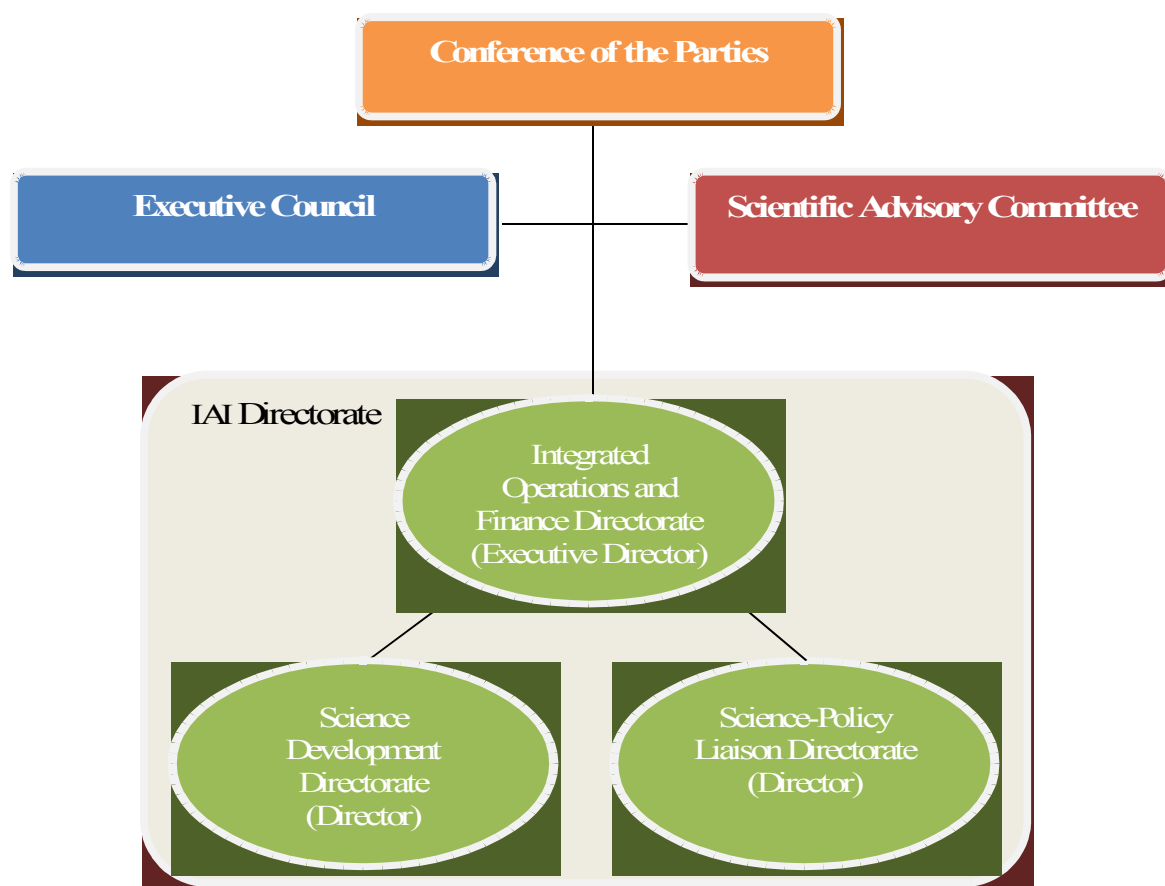 Conference of the Parties
Executive Council
Scientific Advisory Committee
IAI Directorate
Integrated
Operations and
Finance Directorate
(Executive Director)
Science
Development
Directorate
(Director)
Science-Policy
Liaison Directorate
(Director)